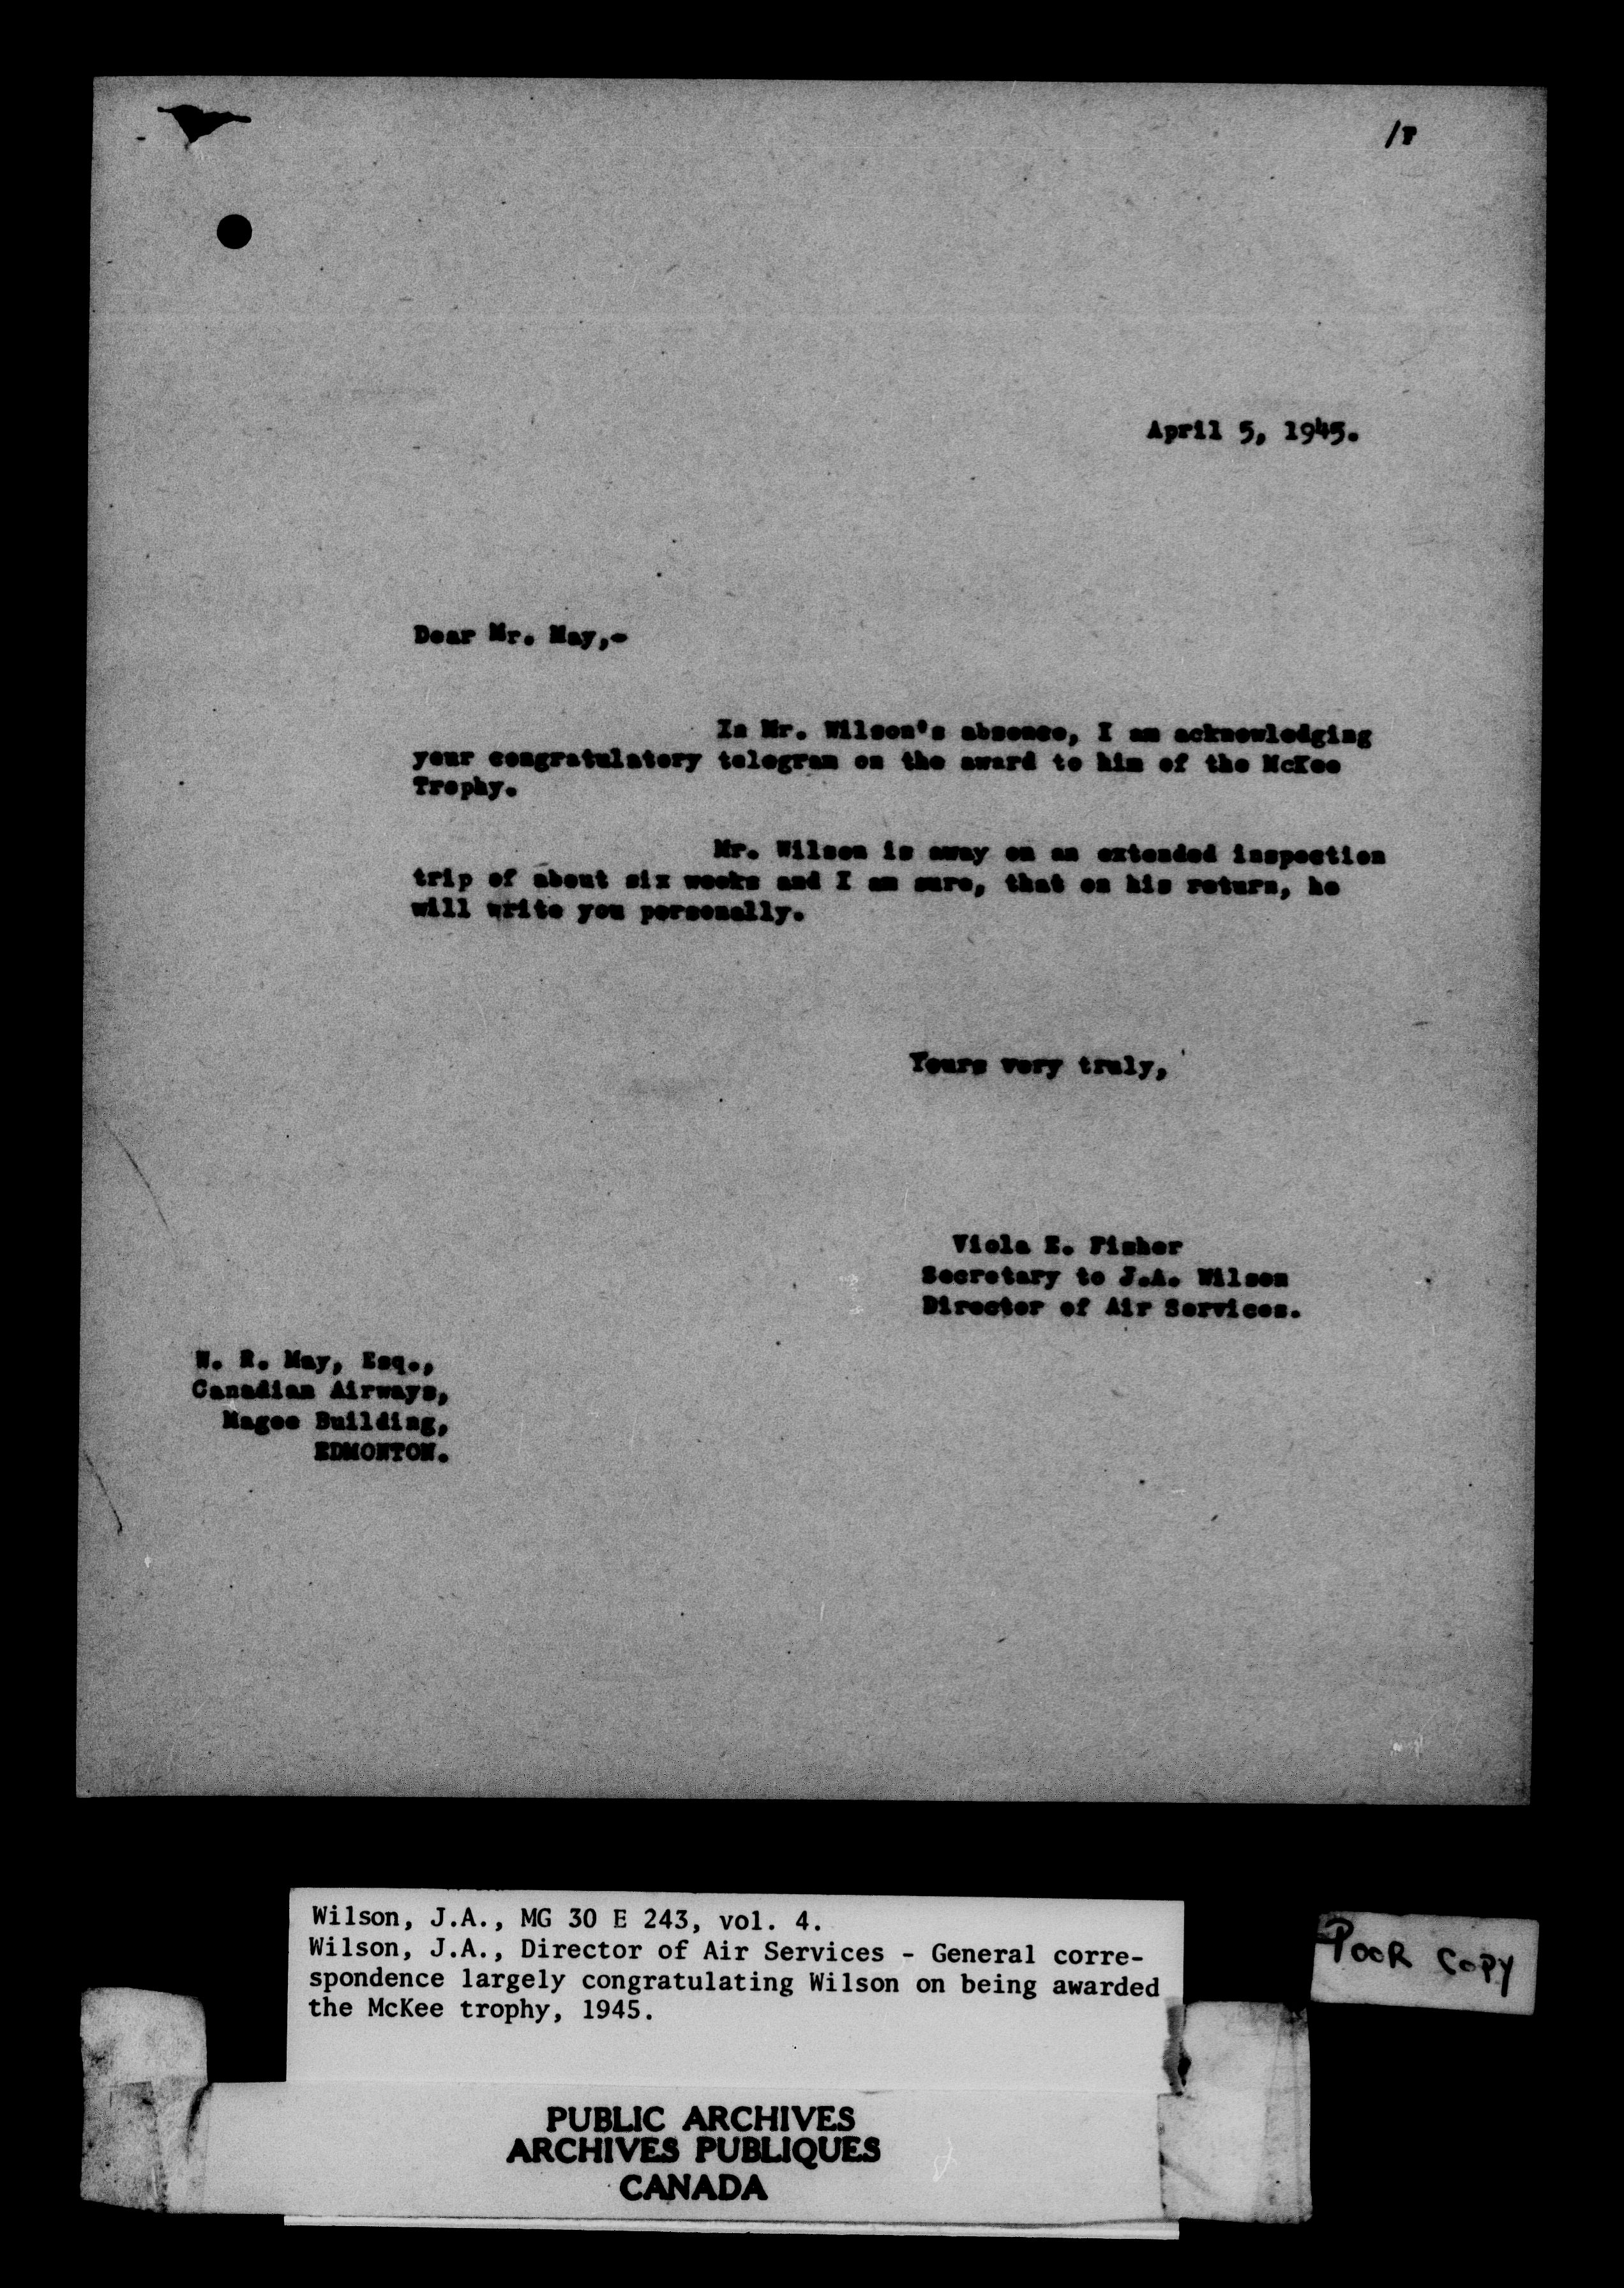 /F
April 5, 1945.
Dear Mr. May,-
In Mr. Wilson's absence, I am acknowledging
your congratulatory telegram on the award to him of the McKee
Trophy.
Mr. Wilson is away on an extended inspection
trip of about six weeks and I am sure, that on his return, he
will write you personally.
Yours very truly,
Viola E. Fisher
Secretary to J.A. Wilson
Director of Air Services.
W. R. May, Esq.,
Canadian Airways,
Magee Building,
EDMONTON.
Wilson, J.A., MG 30 E 243, vol. 4.
Wilson, J.A., Director of Air Services - General corre-
spondence largely congratulating Wilson on being awarded
the McKee trophy, 1945.
POOR COPY
PUBLIC ARCHIVES
ARCHIVES PUBLIQUES
CANADA